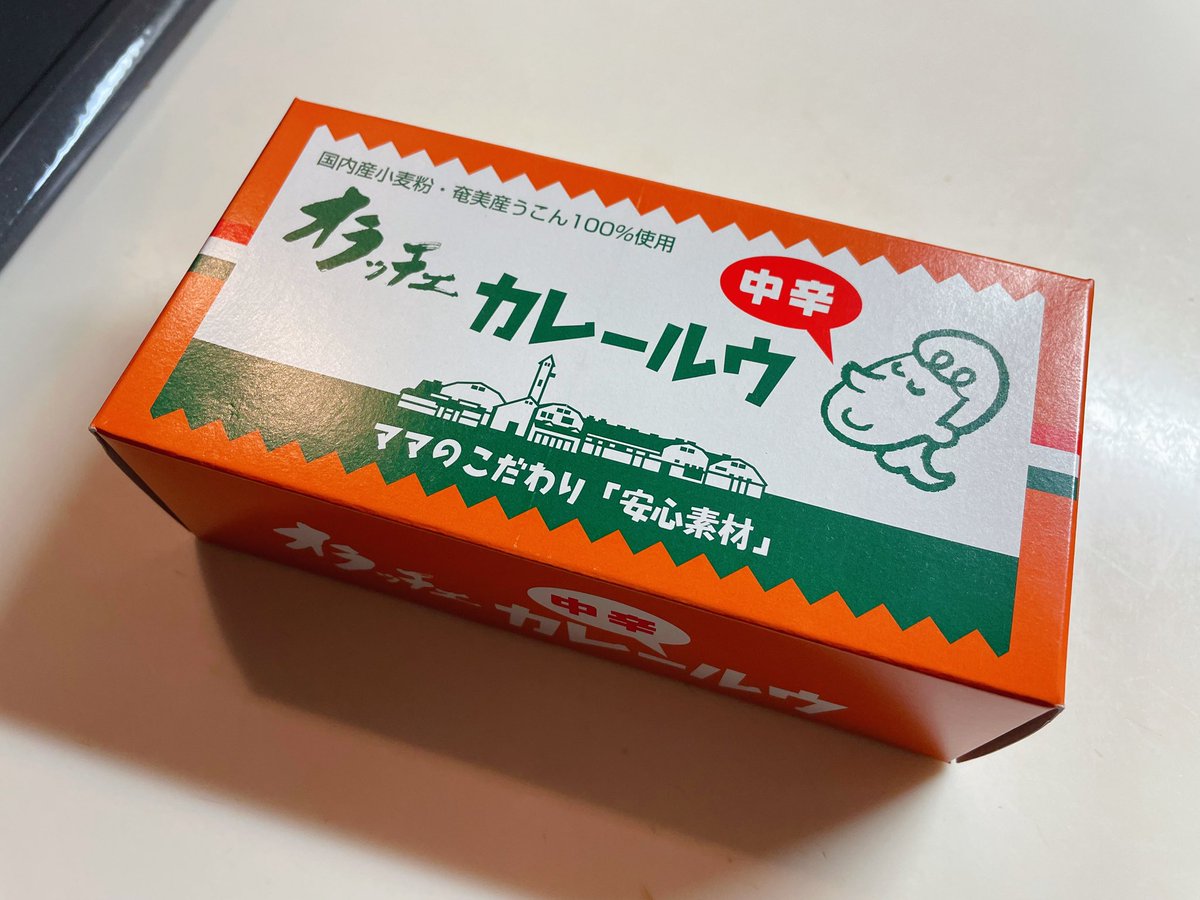 国内産小麦粉・奄美産うこん100%使用
オラッチェ
カレールウ
中辛
ママのこだわり「安心素材」
オラッチェ
中辛
カレールウ